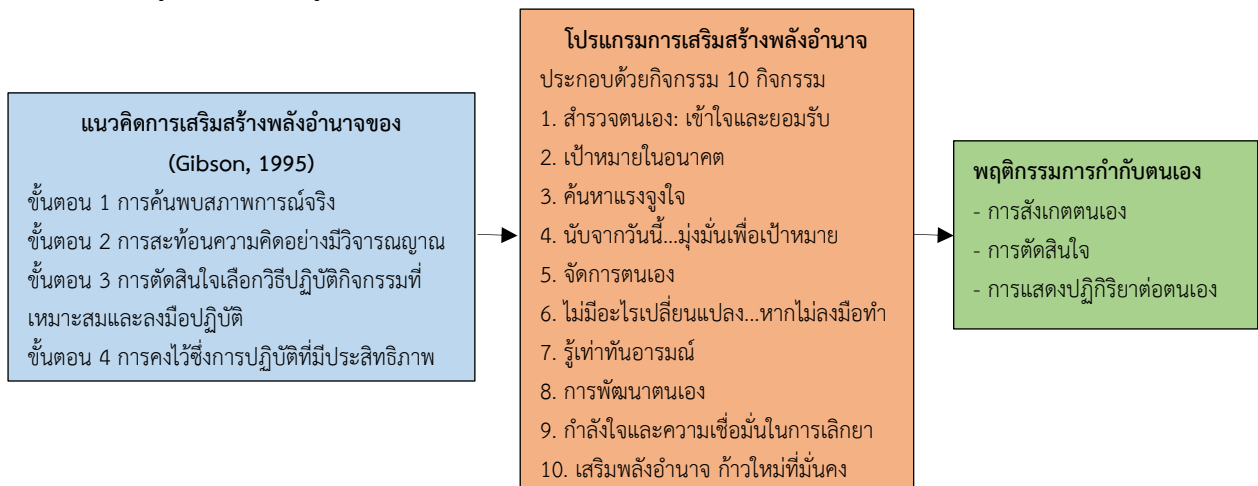 แนวคิดการเสริมสร้างพลังอำนาจของ
(Gibson, 1995)
ขั้นตอน 1 การค้นพบสภาพการณ์จริง
ขั้นตอน 2 การสะท้อนความคิดอย่างมีวิจารณญาณ
ขั้นตอน 3 การตัดสินใจเลือกวิธีปฏิบัติกิจกรรมที่
เหมาะสมและลงมือปฏิบัติ
ขั้นตอน 4 การคงไว้ซึ่งการปฏิบัติที่มีประสิทธิภาพ
โปรแกรมการเสริมสร้างพลังอำนาจ
ประกอบด้วยกิจกรรม 10 กิจกรรม
1. สำรวจตนเอง: เข้าใจและยอมรับ
2. เป้าหมายในอนาคต
3. ค้นหาแรงจูงใจ
4. นับจากวันนี้...มุ่งมั่นเพื่อเป้าหมาย
5. จัดการตนเอง
6. ไม่มีอะไรเปลี่ยนแปลง...หากไม่ลงมือทำ
7. รู้เท่าทันอารมณ์
8. การพัฒนาตนเอง
9. กำลังใจและความเชื่อมั่นในการเลิกยา
10. เสริมพลังอำนาจ ก้าวใหม่ที่มั่นคง
พฤติกรรมการกำกับตนเอง
- การสังเกตตนเอง
- การตัดสินใจ
- การแสดงปฏิกิริยาต่อตนเอง